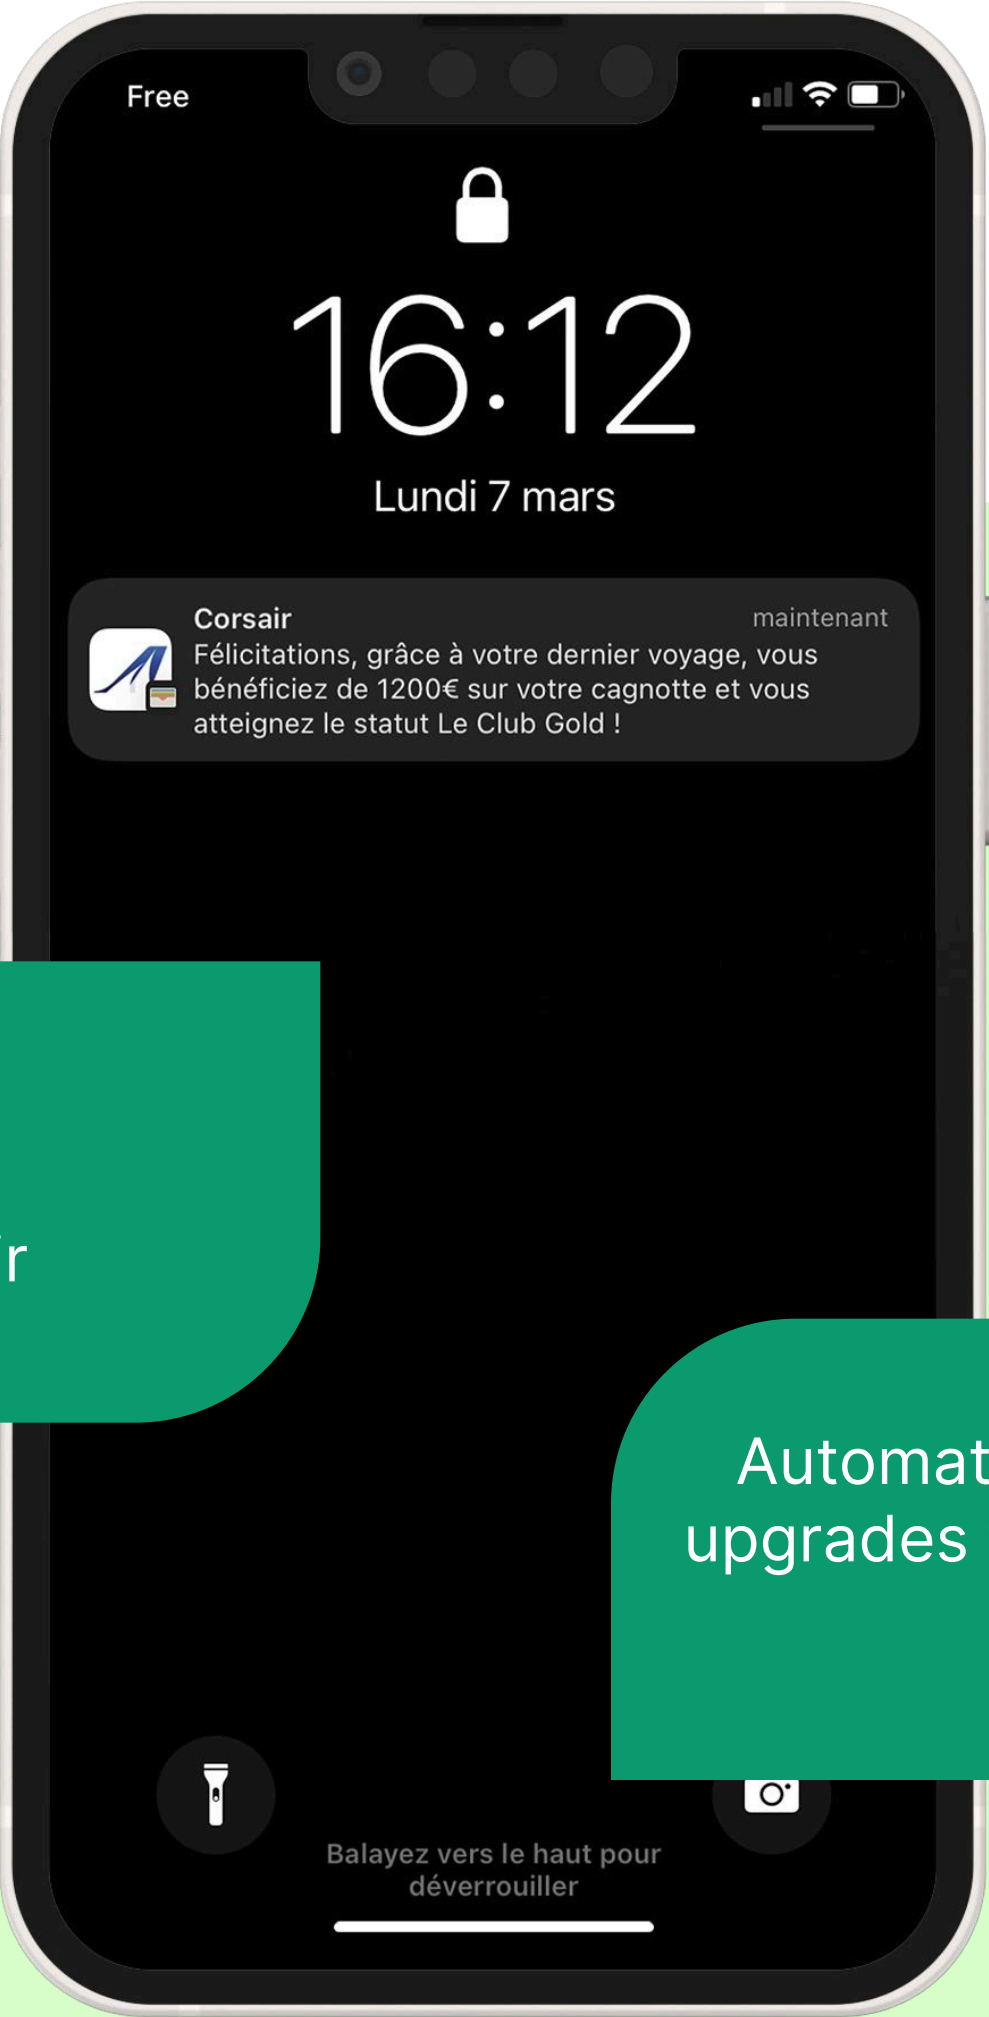 Free
16:12
Lundi 7 mars
Corsair
maintenant
Félicitations, grâce à votre dernier voyage, vous
bénéficiez de 1200€ sur votre cagnotte et vous
atteignez le statut Le Club Gold !
Automat
upgrades
Balayez vers le haut pour
déverrouiller